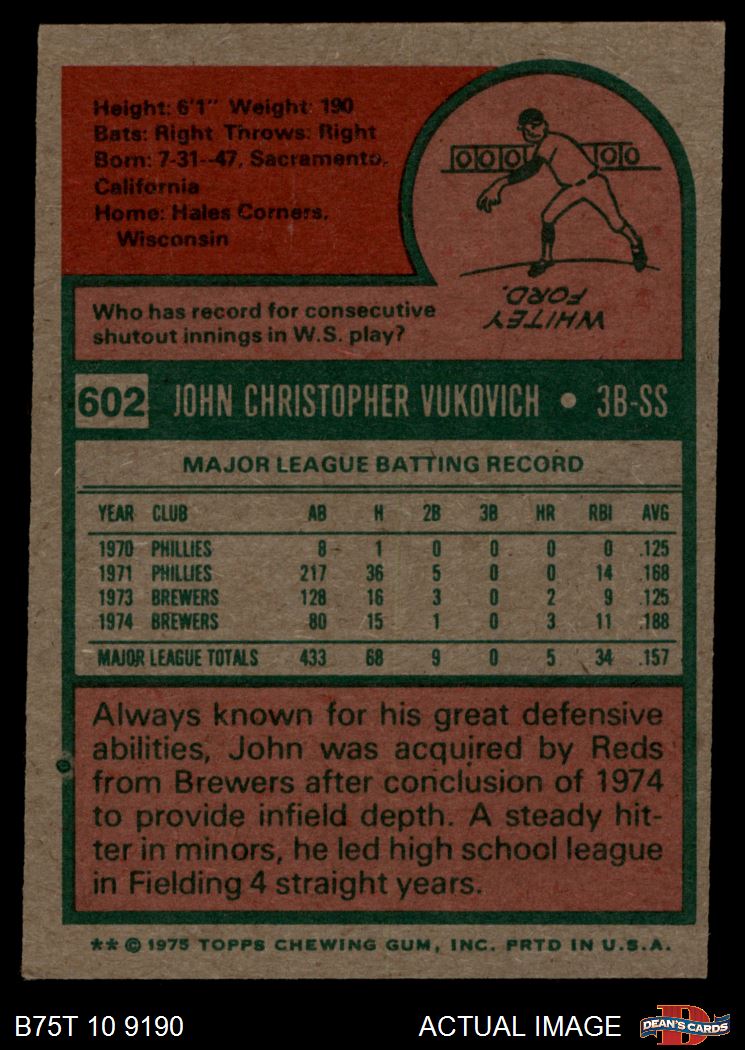 Height: 6'1" Weight: 190
Bats: Right Throws: Right
Born: 7-31--47, Sacramento,
California
Home: Hales Corners,
Wisconsin
00000 00
WHITEY
FORD.
Who has record for consecutive
shutout innings in W.S. play?
602 JOHN CHRISTOPHER VUKOVICH • 3B-SS
MAJOR LEAGUE BATTING RECORD
YEAR CLUB AB H 2B 3B HR RBI AVG
1970 PHILLIES 8 1 0 0 0 0 .125
1971 PHILLIES 217 36 5 0 0 14 .168
1973 BREWERS 128 16 3 0 2 9 .125
1974 BREWERS 80 15 1 0 3 11 .188
MAJOR LEAGUE TOTALS 433 68 9 0 5 34 .157
Always known for his great defensive
abilities, John was acquired by Reds
from Brewers after conclusion of 1974
to provide infield depth. A steady hit-
ter in minors, he led high school league
in Fielding 4 straight years.
** © 1975 TOPPS CHEWING GUM, INC. PRTD IN U.S.A.
B75T 10 9190 ACTUAL IMAGE D DEAN'S CARDS